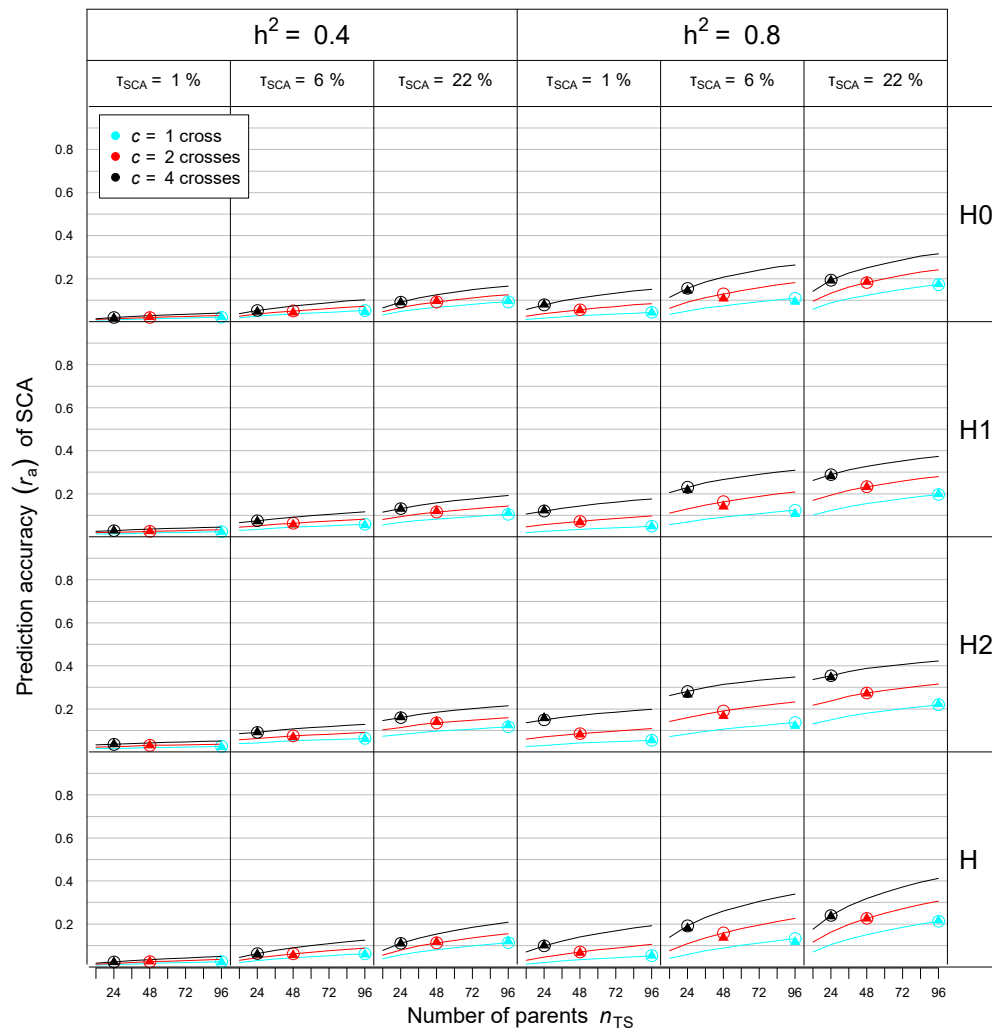 h² = 0.4 h² = 0.8
τSCA = 1 % τSCA = 6 % τSCA = 22 % τSCA = 1 % τSCA = 6 % τSCA = 22 %
c = 1 cross
c = 2 crosses
c = 4 crosses
0.8
0.6
0.4
0.2
H0
0.8
0.6
0.4
0.2
H1
0.8
0.6
0.4
0.2
H2
0.8
0.6
0.4
0.2
H
Prediction accuracy (ra) of SCA
24 48 72 96 24 48 72 96 24 48 72 96 24 48 72 96 24 48 72 96 24 48 72 96
Number of parents nTS